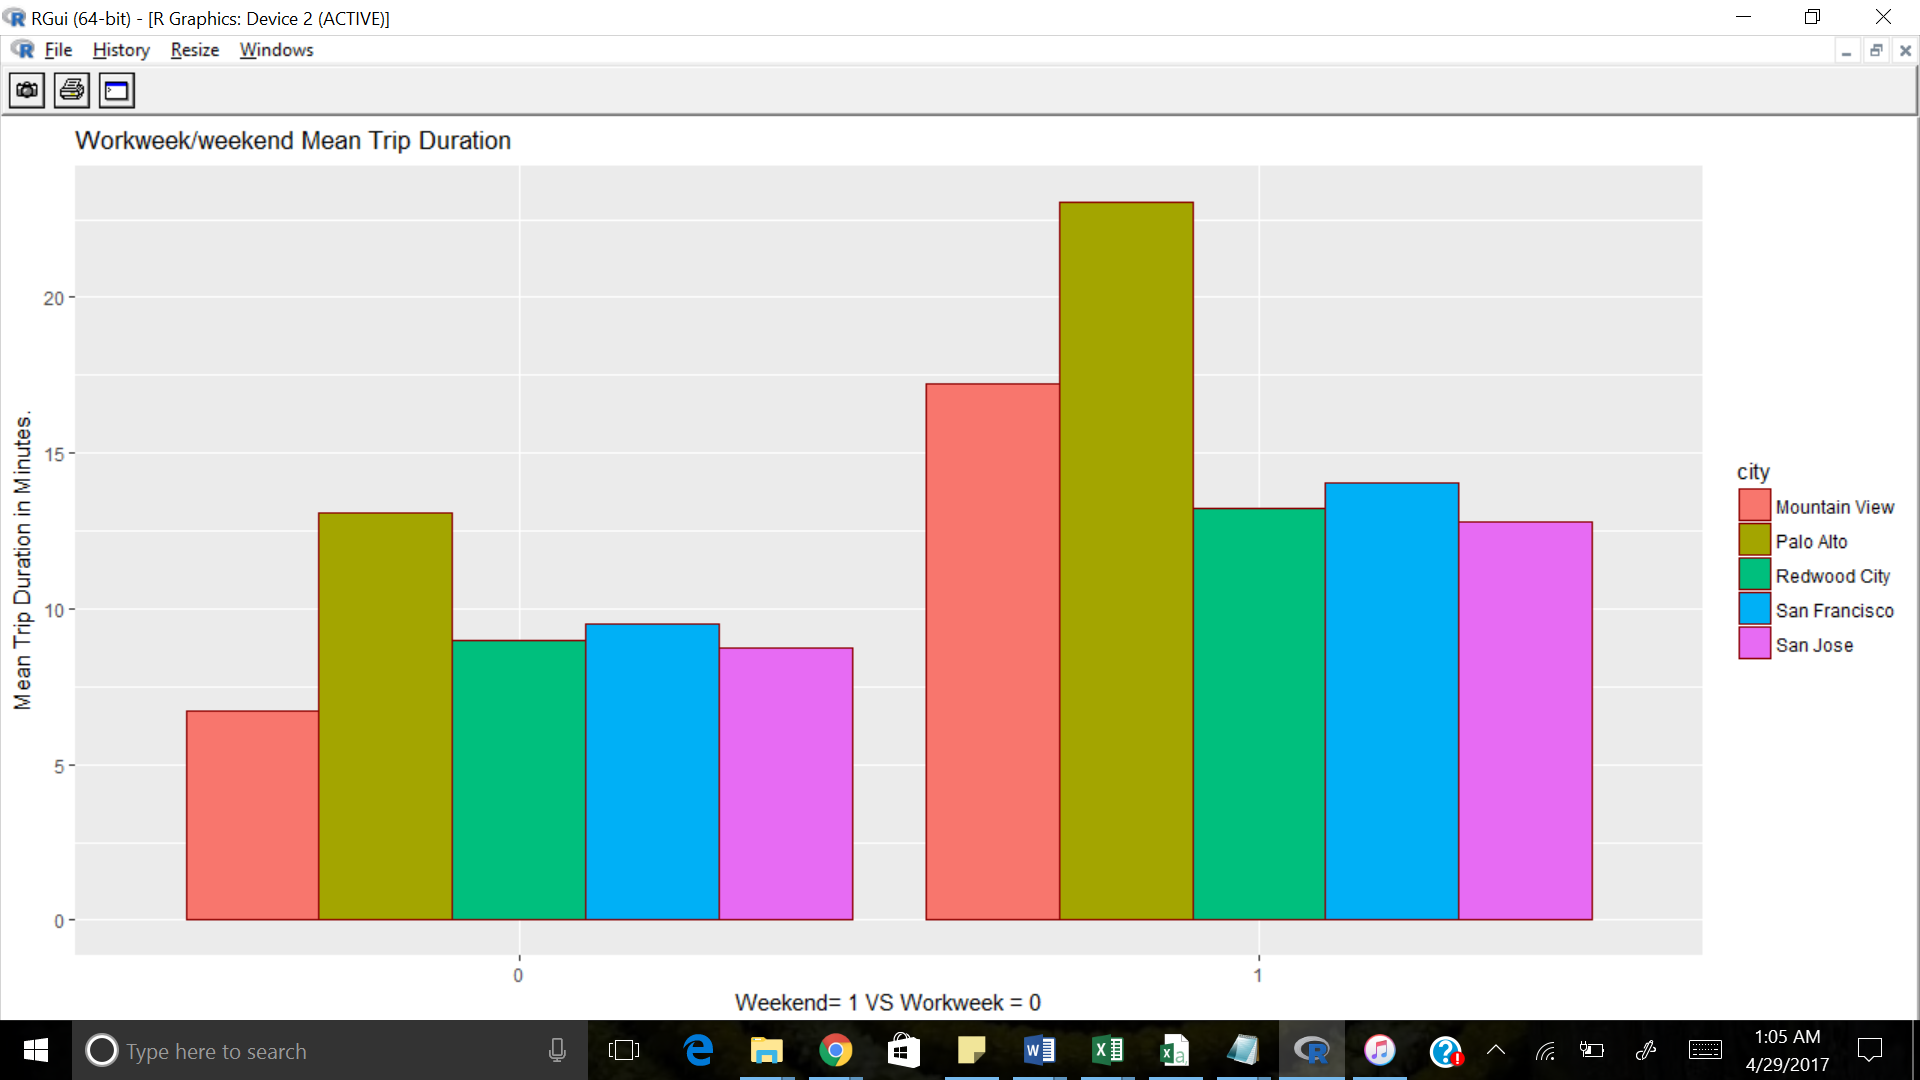 RGui (64-bit) - [R Graphics: Device 2 (ACTIVE)]
File History Resize Windows
Workweek/weekend Mean Trip Duration
Mean Trip Duration in Minutes.
20
15
10
5
0
0 1
Weekend= 1 VS Workweek = 0
city
Mountain View
Palo Alto
Redwood City
San Francisco
San Jose
Type here to search
1:05 AM
4/29/2017